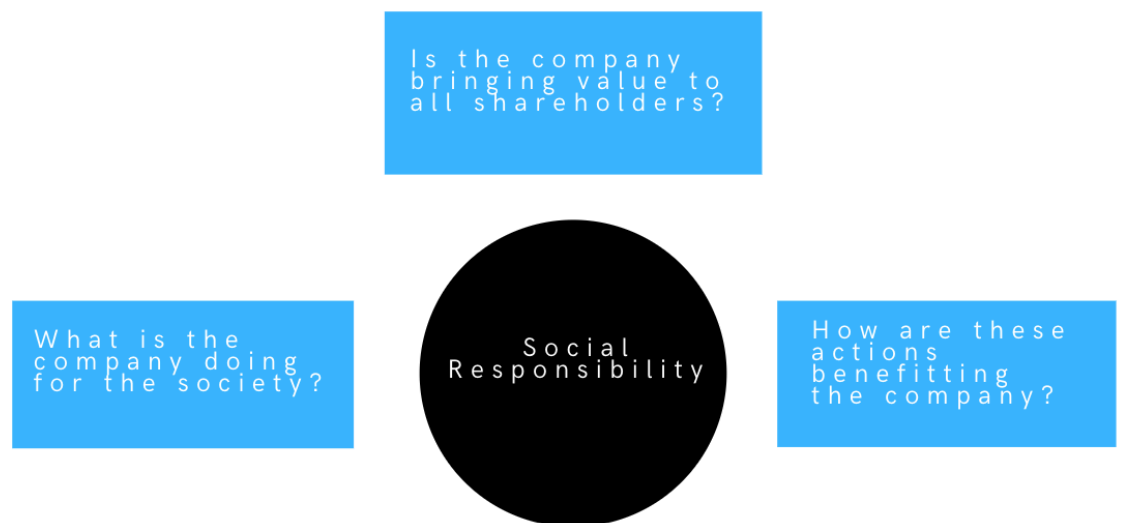 Is the company
bringing value to
all shareholders?
What is the
company doing
for the society?
Social
Responsibility
How are these
actions
benefitting
the company?